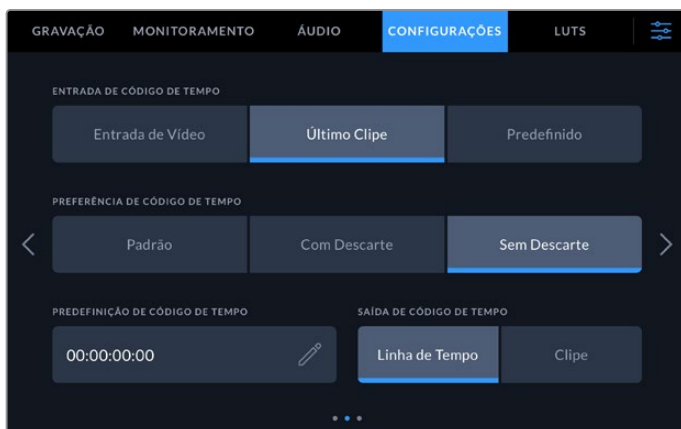 GRAVAÇÃO MONITORAMENTO ÁUDIO CONFIGURAÇÕES LUTS
ENTRADA DE CÓDIGO DE TEMPO
Entrada de Vídeo Último Clipe Predefinido
PREFERÊNCIA DE CÓDIGO DE TEMPO
Padrão Com Descarte Sem Descarte
PREDEFINIÇÃO DE CÓDIGO DE TEMPO SAÍDA DE CÓDIGO DE TEMPO
00:00:00:00 Linha de Tempo Clipe